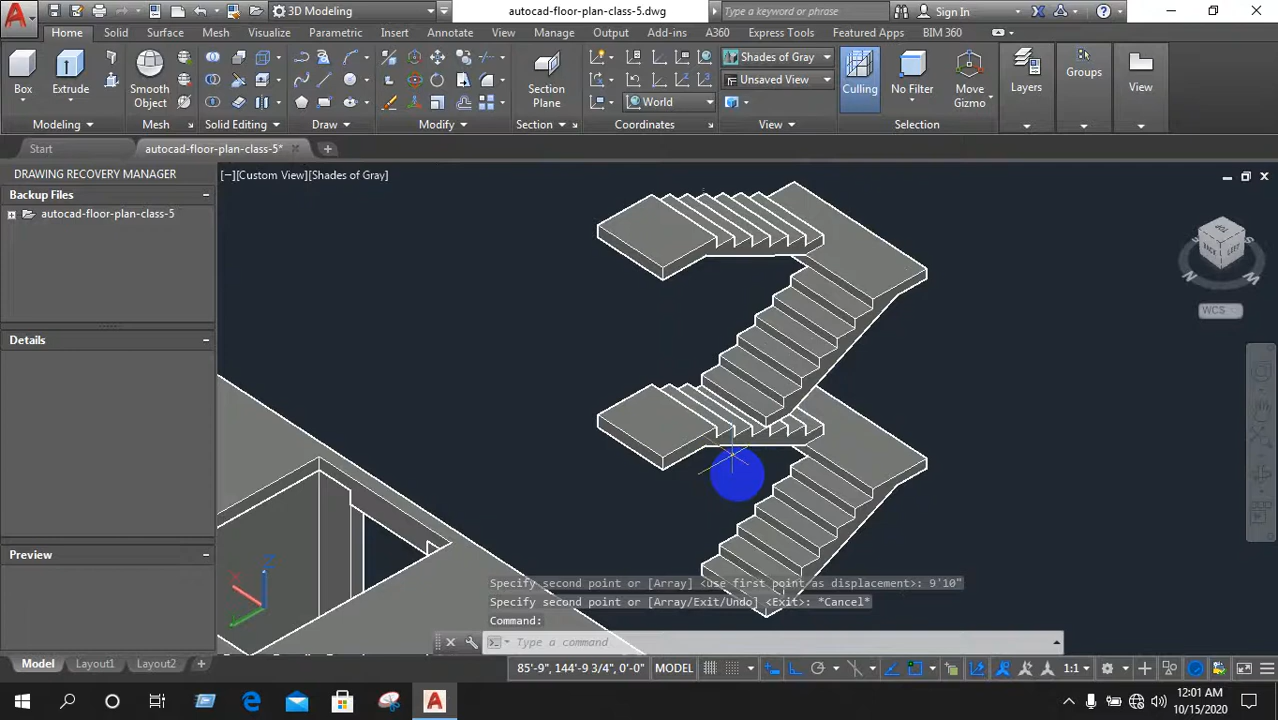 3D Modeling
autocad-floor-plan-class-5.dwg
Type a keyword or phrase
Sign In
Home Solid Surface Mesh Visualize Parametric Insert Annotate View Manage Output Add-ins A360 Express Tools Featured Apps BIM 360
Box
Extrude
Smooth
Object
Section
Plane
World
Shades of Gray
Unsaved View
Culling
No Filter
Move
Gizmo
Layers
Groups
View
Modeling Mesh Solid Editing Draw Modify Section Coordinates View Selection
Start autocad-floor-plan-class-5*
DRAWING RECOVERY MANAGER
[−][Custom View][Shades of Gray]
Backup Files
autocad-floor-plan-class-5
TOP
BACK
LEFT
N
W
S
WCS
Details
Preview
Specify second point or [Array] <use first point as displacement>: 9'10"
Specify second point or [Array/Exit/Undo] <Exit>: *Cancel*
Command:
Type a command
Model Layout1 Layout2
85'-9", 144'-9 3/4", 0'-0" MODEL 1:1
12:01 AM
10/15/2020